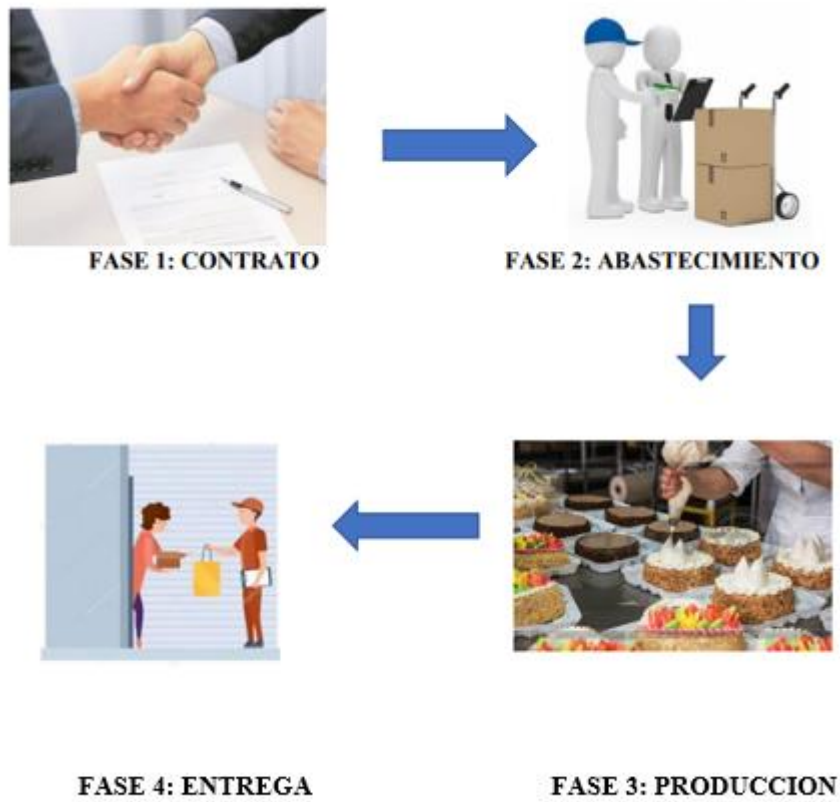 FASE 1: CONTRATO
FASE 2: ABASTECIMIENTO
FASE 4: ENTREGA
FASE 3: PRODUCCION